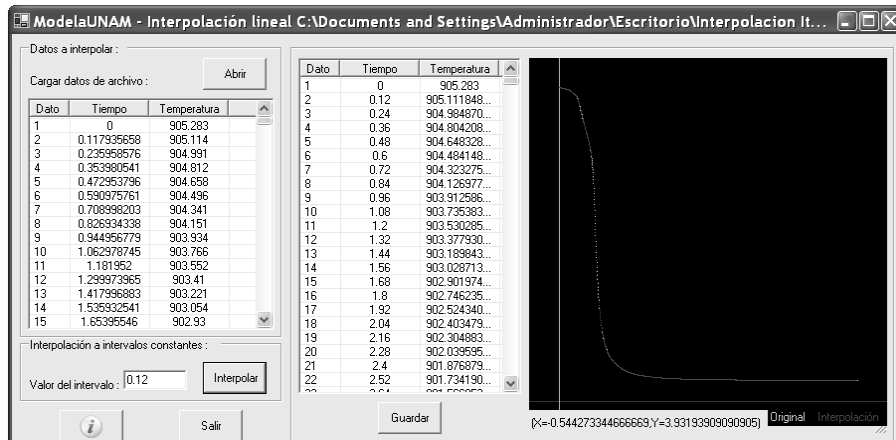 ModelaUNAM - Interpolación lineal C:\Documents and Settings\Administrador\Escritorio\Interpolacion It...
Datos a interpolar :
Cargar datos de archivo :
Abrir
Dato Tiempo Temperatura
1 0 905.283
2 0.117935658 905.114
3 0.235958576 904.991
4 0.353980541 904.812
5 0.472953796 904.658
6 0.590975761 904.496
7 0.708998203 904.341
8 0.826934338 904.151
9 0.944956779 903.934
10 1.062978745 903.766
11 1.181952 903.552
12 1.299973965 903.41
13 1.417996883 903.221
14 1.535932541 903.054
15 1.65395546 902.93
Interpolación a intervalos constantes :
Valor del intervalo : 0.12
Interpolar
Salir
Dato Tiempo Temperatura
1 0 905.283
2 0.12 905.111848...
3 0.24 904.984870...
4 0.36 904.804208...
5 0.48 904.648328...
6 0.6 904.484148...
7 0.72 904.323275...
8 0.84 904.126977...
9 0.96 903.912586...
10 1.08 903.735383...
11 1.2 903.530285...
12 1.32 903.377930...
13 1.44 903.189843...
14 1.56 903.028713...
15 1.68 902.901974...
16 1.8 902.746235...
17 1.92 902.524340...
18 2.04 902.403479...
19 2.16 902.304883...
20 2.28 902.039595...
21 2.4 901.876879...
22 2.52 901.734190...
Guardar
(X=-0.544273344666669,Y=3.93193909090905)
Original Interpolación